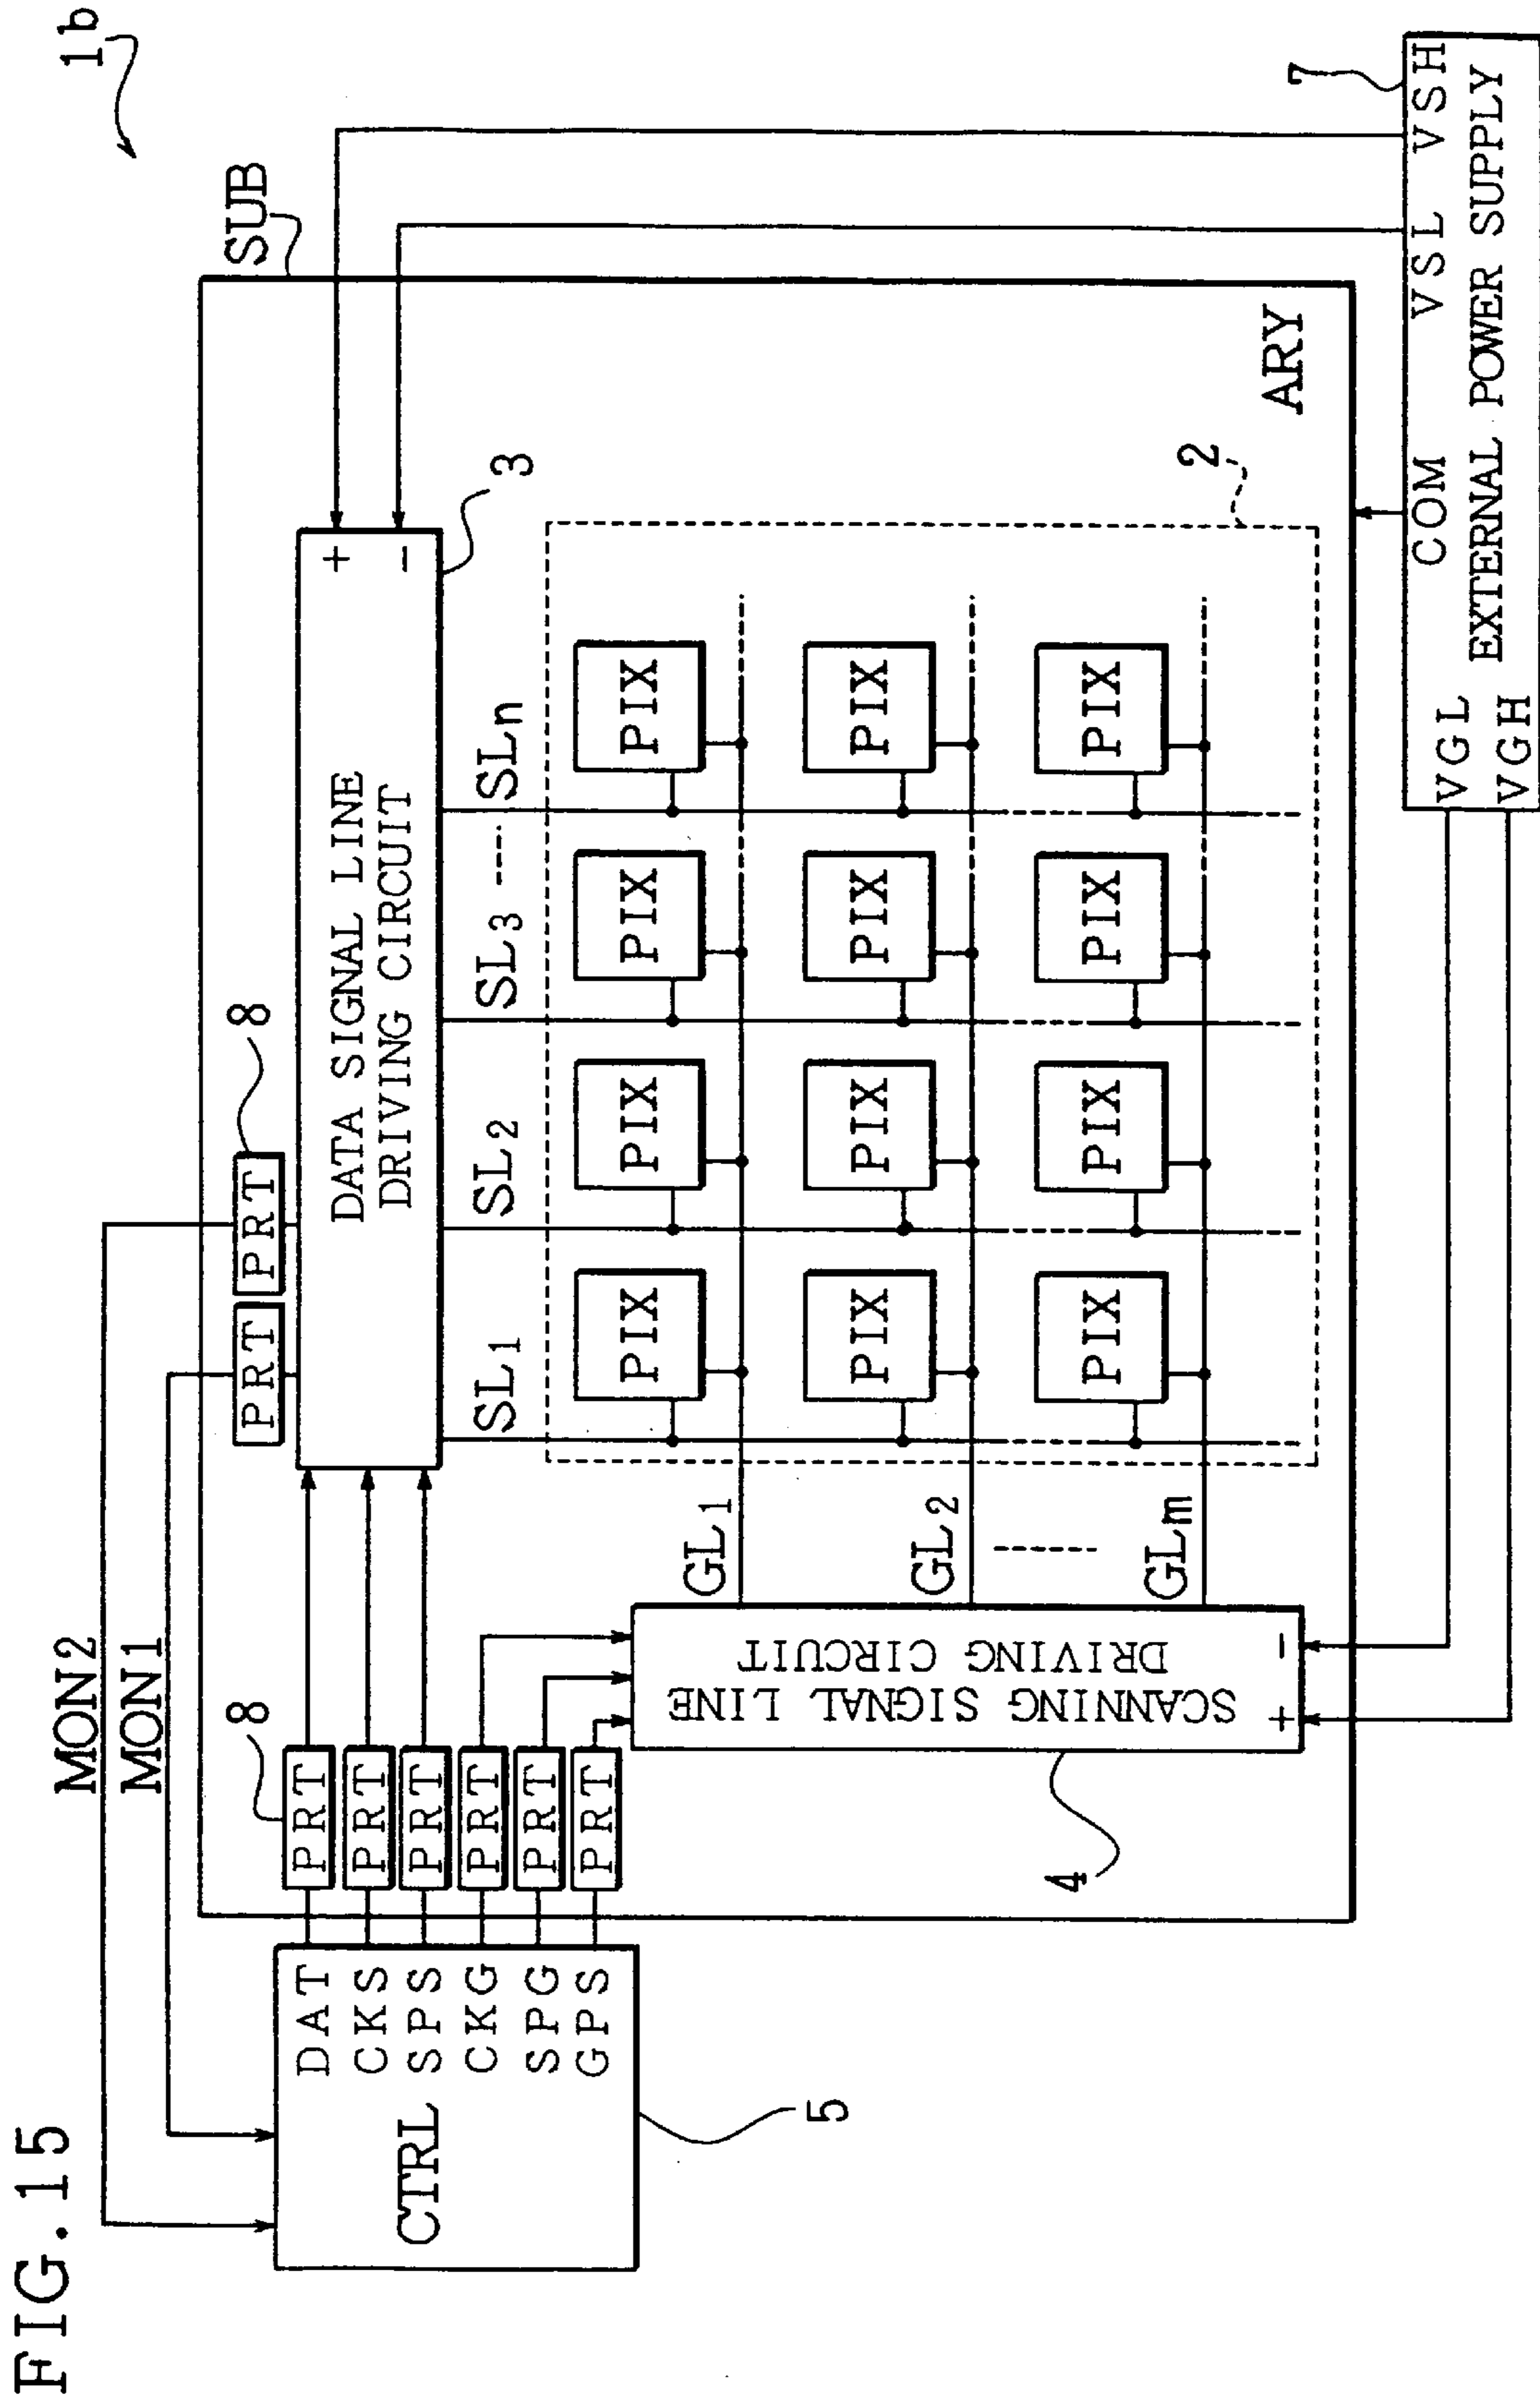 FIG.15
1b
MON2
MON1
SUB
8
8
PRT
PRT
DATA SIGNAL LINE
DRIVING CIRCUIT
+
-
3
CTRL
DAT
CKS
SPS
CKG
SPG
GPS
PRT
PRT
PRT
PRT
PRT
PRT
5
SL1
SL2
SL3
SLn
2
GL1
PIX
PIX
PIX
PIX
GL2
PIX
PIX
PIX
PIX
GLm
PIX
PIX
PIX
PIX
SCANNING SIGNAL LINE
DRIVING CIRCUIT
+
-
4
ARY
7
VGL
VGH
COM
VSL
VSH
EXTERNAL POWER SUPPLY